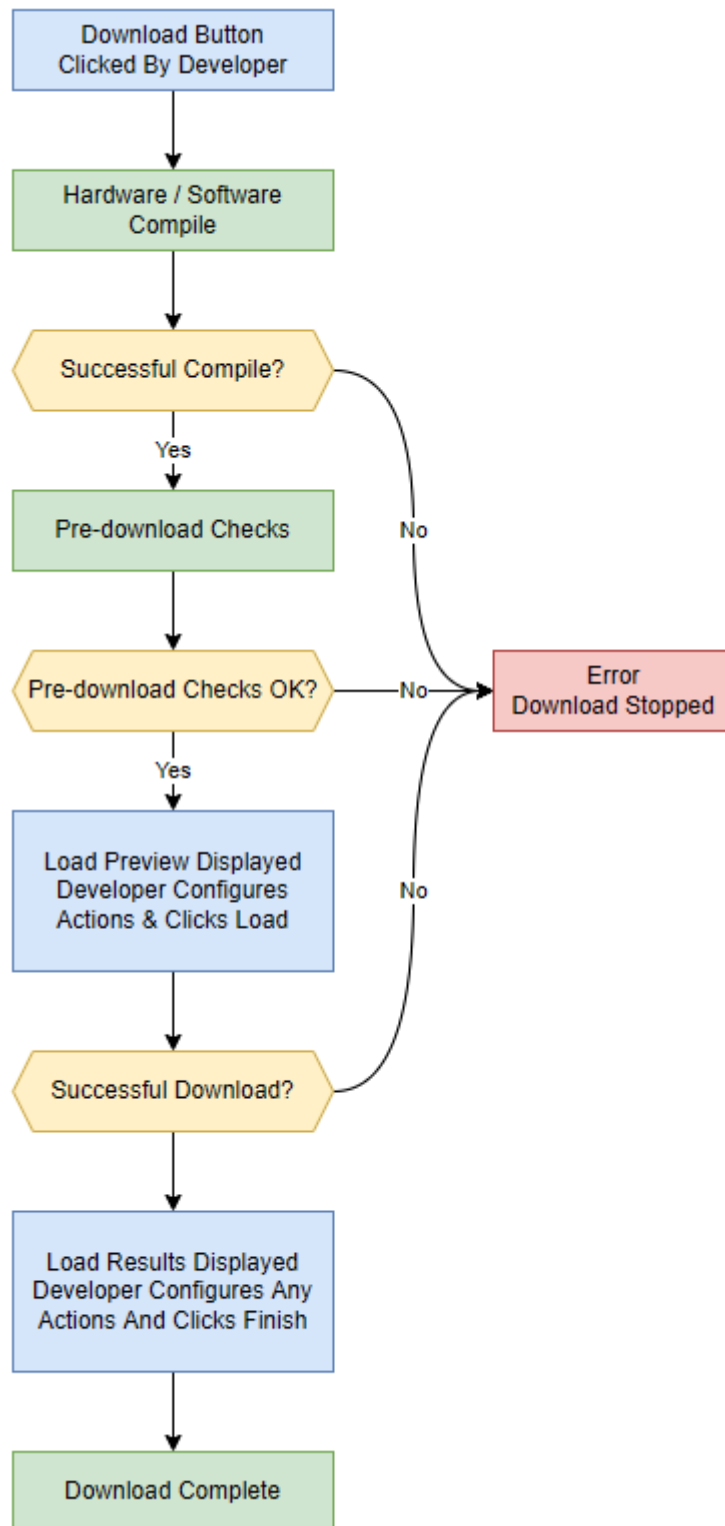 Download Button
Clicked By Developer
Hardware / Software
Compile
Successful Compile?
Yes
No
Pre-download Checks
Pre-download Checks OK?
No
Error
Download Stopped
Yes
Load Preview Displayed
Developer Configures
Actions & Clicks Load
No
Successful Download?
Load Results Displayed
Developer Configures Any
Actions And Clicks Finish
Download Complete